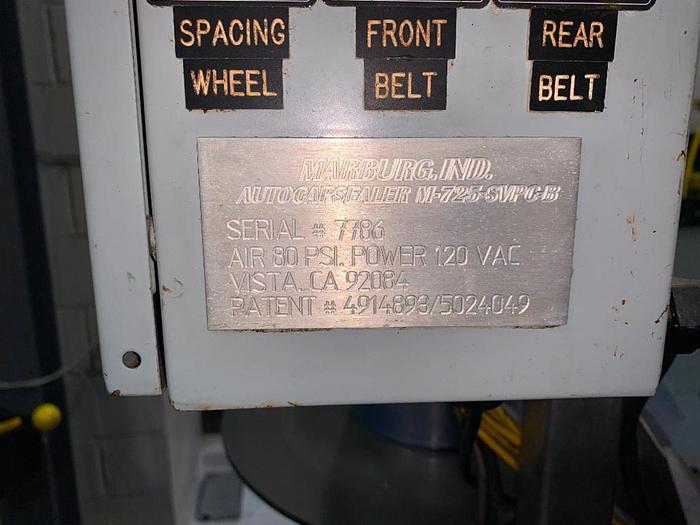 SPACING FRONT REAR
WHEEL BELT BELT
MARBURG, IND.
AUTOCAPSEALER M-725-SVPC-B
SERIAL # 7786
AIR 80 PSI. POWER 120 VAC
VISTA, CA 92084
PATENT # 4914893/5024049